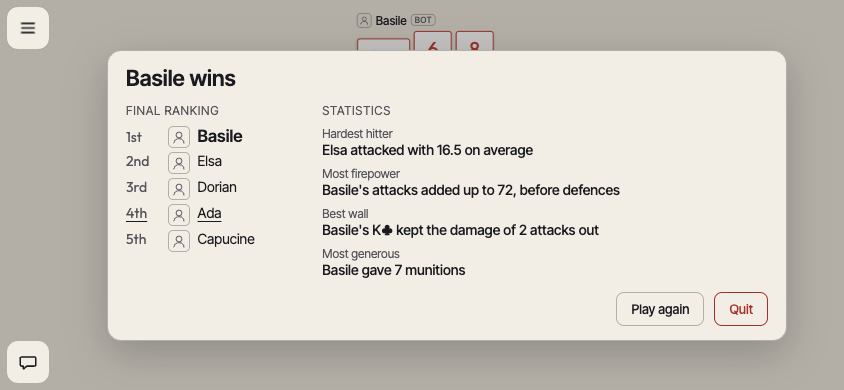 Basile BOT
6 8
Basile wins
FINAL RANKING
1st Basile
2nd Elsa
3rd Dorian
4th Ada
5th Capucine
STATISTICS
Hardest hitter
Elsa attacked with 16.5 on average
Most firepower
Basile's attacks added up to 72, before defences
Best wall
Basile's K♣ kept the damage of 2 attacks out
Most generous
Basile gave 7 munitions
Play again
Quit